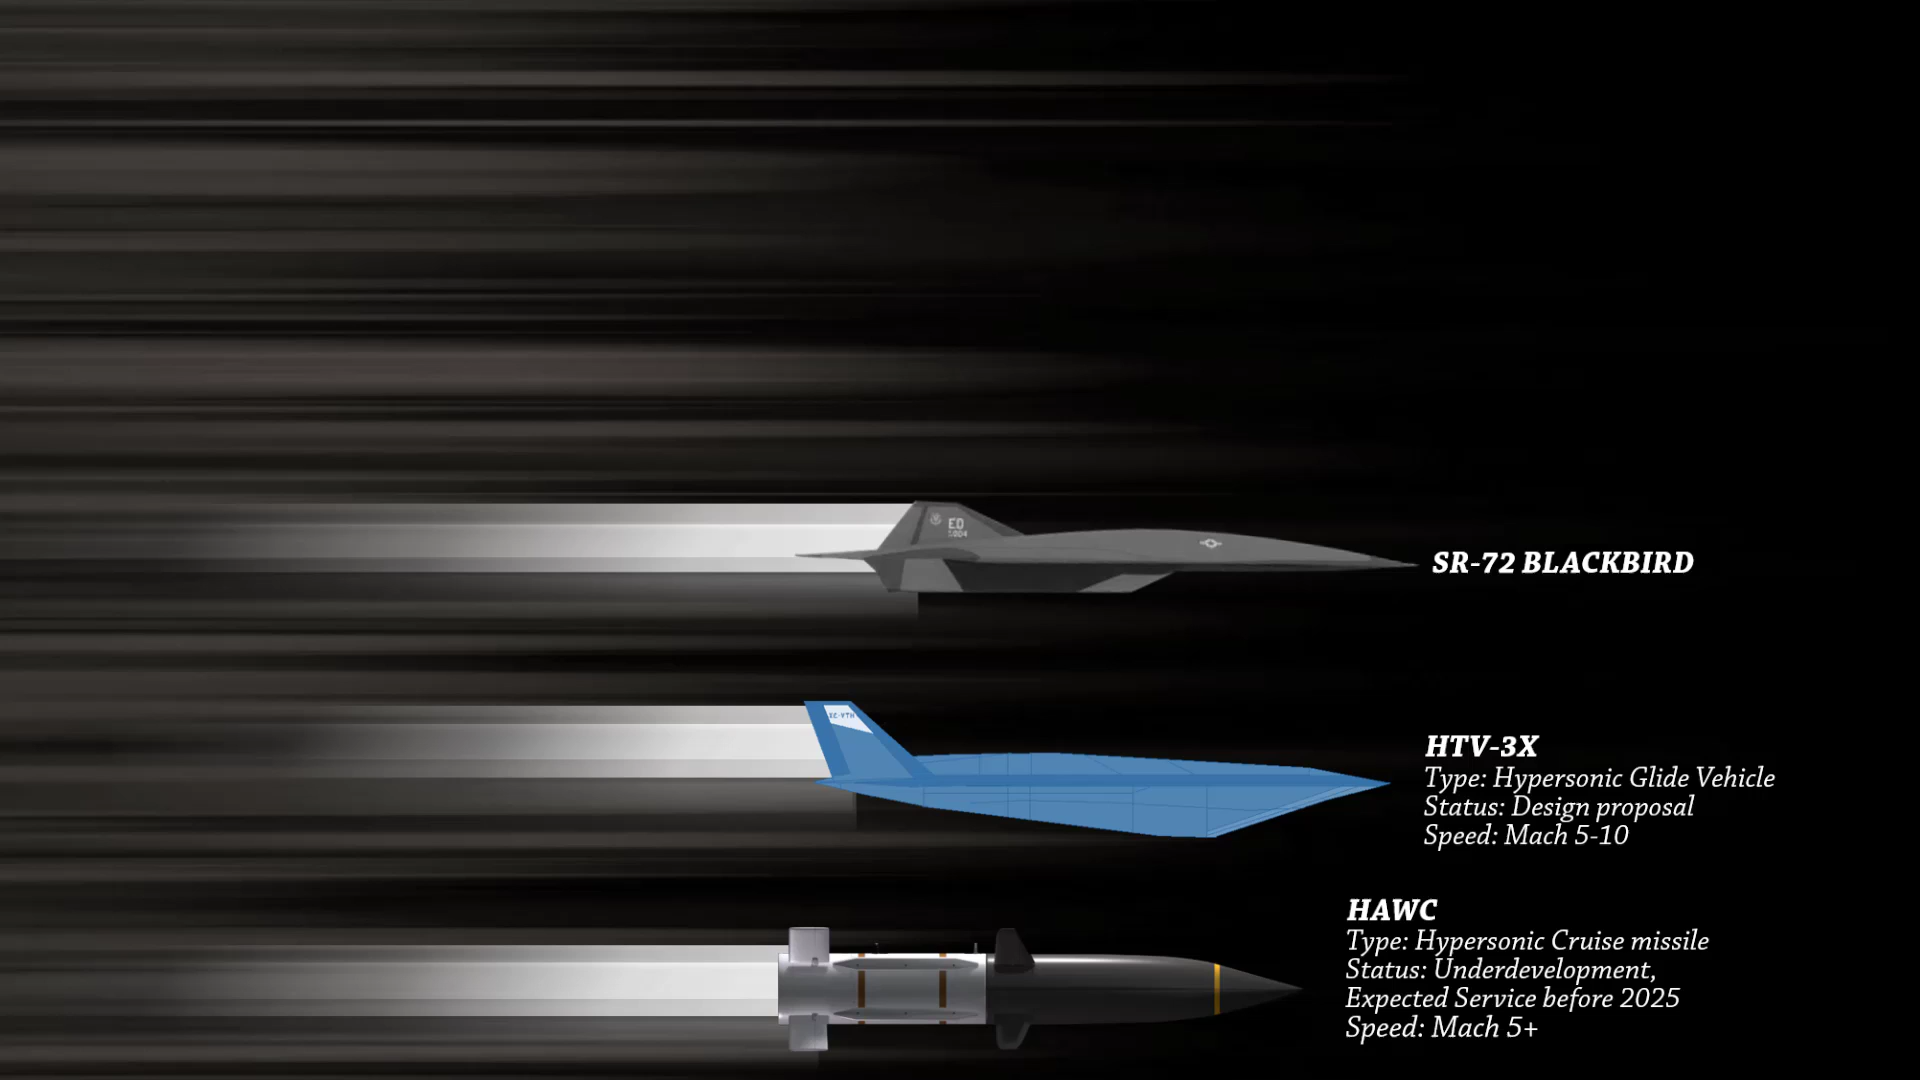 ED
SR-72 BLACKBIRD
HTV-3X
Type: Hypersonic Glide Vehicle
Status: Design proposal
Speed: Mach 5-10
HAWC
Type: Hypersonic Cruise missile
Status: Underdevelopment,
Expected Service before 2025
Speed: Mach 5+